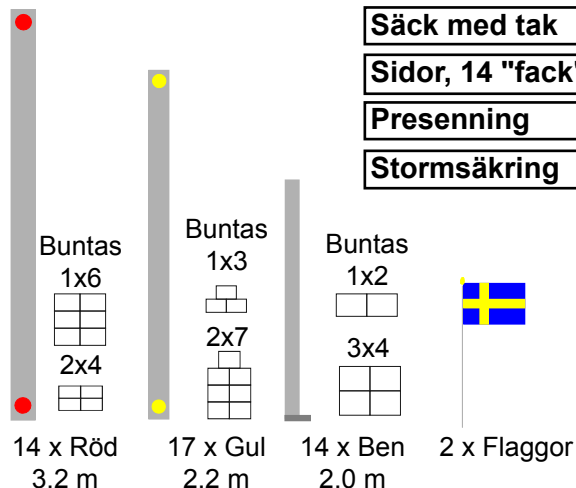 Säck med tak
Sidor, 14 "fack"
Presenning
Stormsäkring
Buntas
1x6
2x4
Buntas
1x3
2x7
Buntas
1x2
3x4
14 x Röd
3.2 m
17 x Gul
2.2 m
14 x Ben
2.0 m
2 x Flaggor